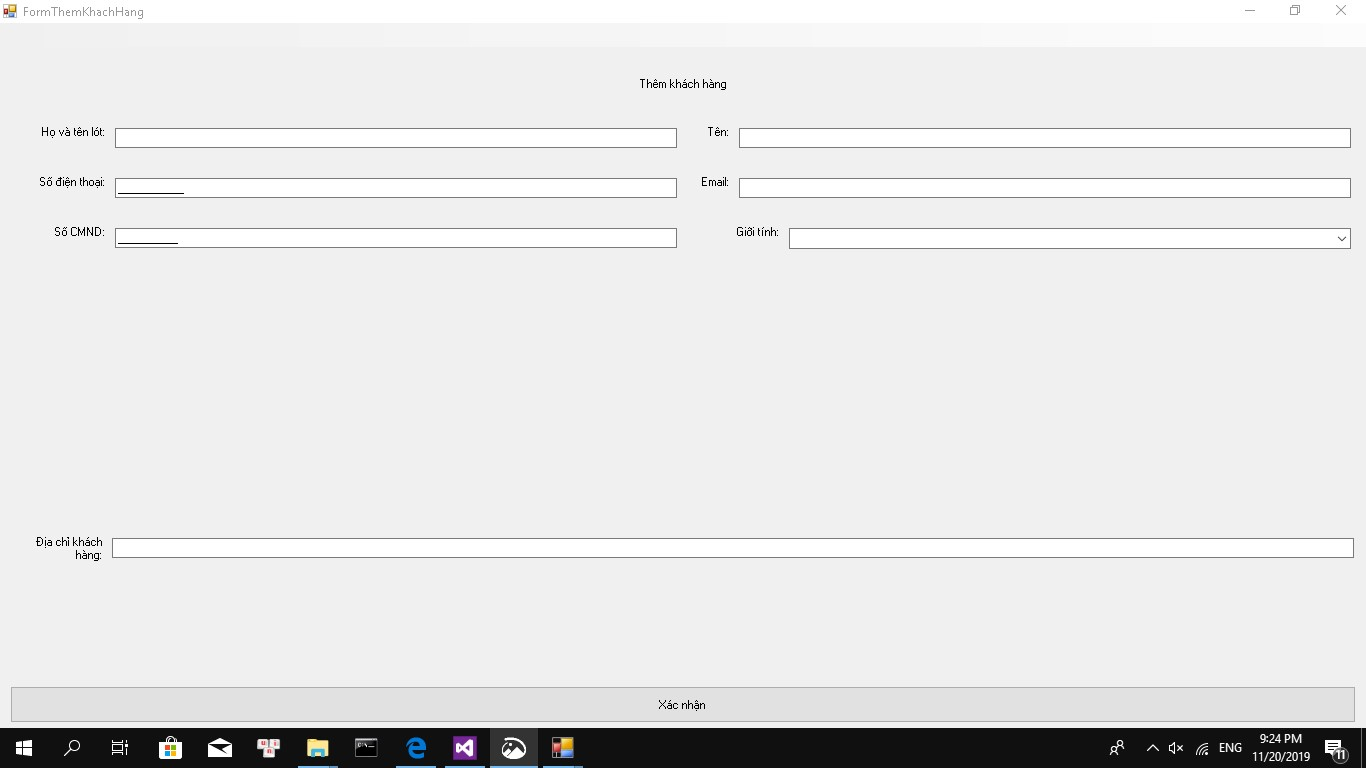 FormThemKhachHang
Thêm khách hàng
Họ và tên lót:
Tên:
Số điện thoại:
Email:
Số CMND:
Giới tính:
Địa chỉ khách
hàng:
Xác nhận
ENG
9:24 PM
11/20/2019
11